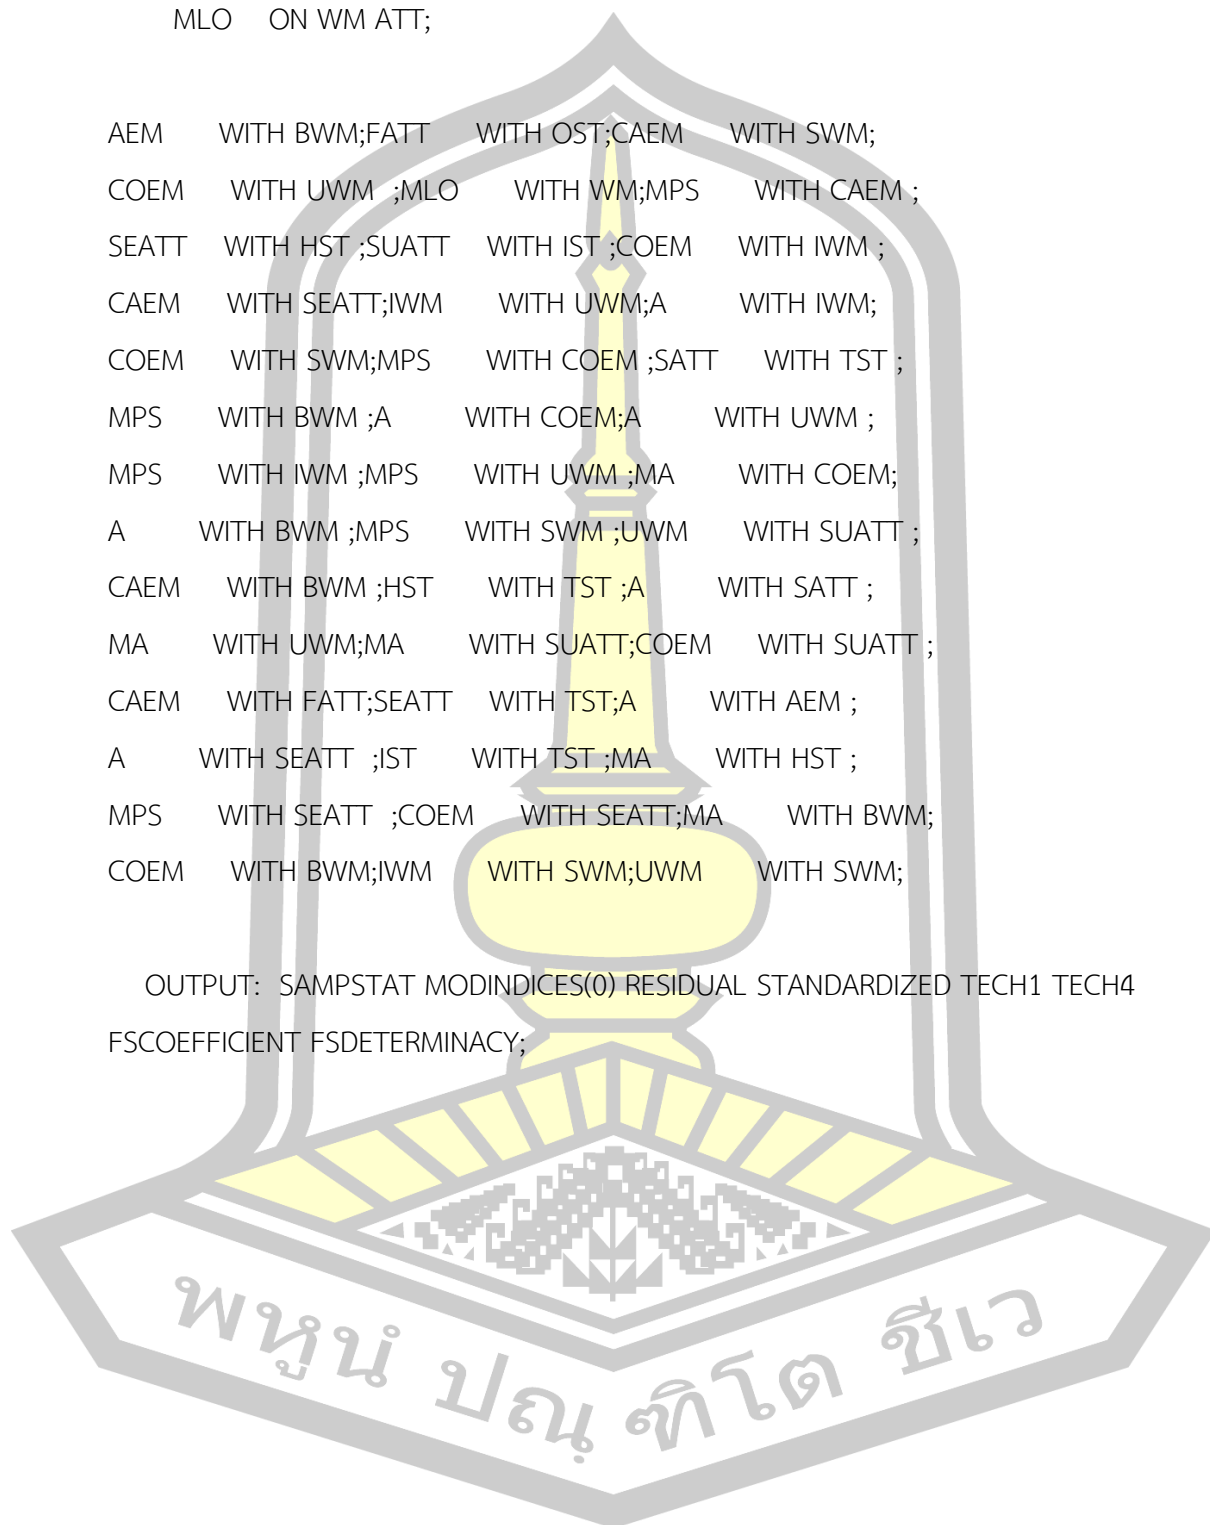 MLO ON WM ATT;
AEM WITH BWM;FATT WITH OST;CAEM WITH SWM;
COEM WITH UWM ;MLO WITH WM;MPS WITH CAEM ;
SEATT WITH HST ;SUATT WITH IST ;COEM WITH IWM ;
CAEM WITH SEATT;IWM WITH UWM;A WITH IWM;
COEM WITH SWM;MPS WITH COEM ;SATT WITH TST ;
MPS WITH BWM ;A WITH COEM;A WITH UWM ;
MPS WITH IWM ;MPS WITH UWM ;MA WITH COEM;
A WITH BWM ;MPS WITH SWM ;UWM WITH SUATT ;
CAEM WITH BWM ;HST WITH TST ;A WITH SATT ;
MA WITH UWM;MA WITH SUATT;COEM WITH SUATT ;
CAEM WITH FATT;SEATT WITH TST;A WITH AEM ;
A WITH SEATT ;IST WITH TST ;MA WITH HST ;
MPS WITH SEATT ;COEM WITH SEATT;MA WITH BWM;
COEM WITH BWM;IWM WITH SWM;UWM WITH SWM;
OUTPUT: SAMPSTAT MODINDICES(0) RESIDUAL STANDARDIZED TECH1 TECH4
FSCOEFFICIENT FSDETERMINACY;
พหูนํ ปณฺฑิโต ชีเว